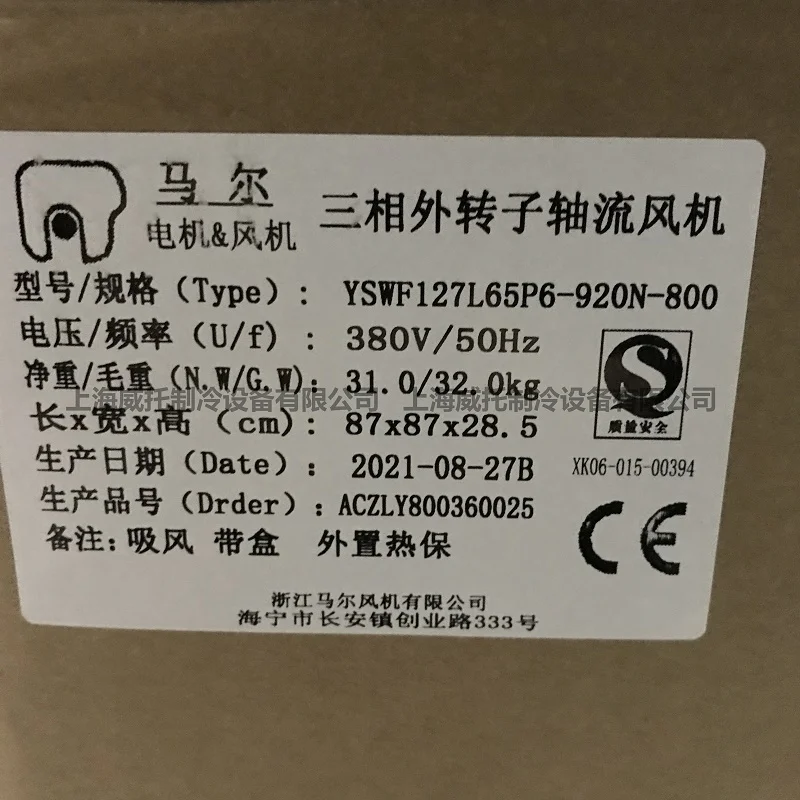 马尔
电机&风机
三相外转子轴流风机
型号/规格（Type）: YSWF127L65P6-920N-800
电压/频率（U/f）: 380V/50Hz
净重/毛重（N.W/G.W): 31.0/32.0kg
上海威托制冷设备有限公司 上海威托制冷设备有限公司
长x宽x高（cm): 87x87x28.5
质量安全
生产日期（Date）: 2021-08-27B
XK06-015-00394
生产品号（Drder）: ACZLY800360025
备注: 吸风 带盒 外置热保
CE
浙江马尔风机有限公司
海宁市长安镇创业路333号